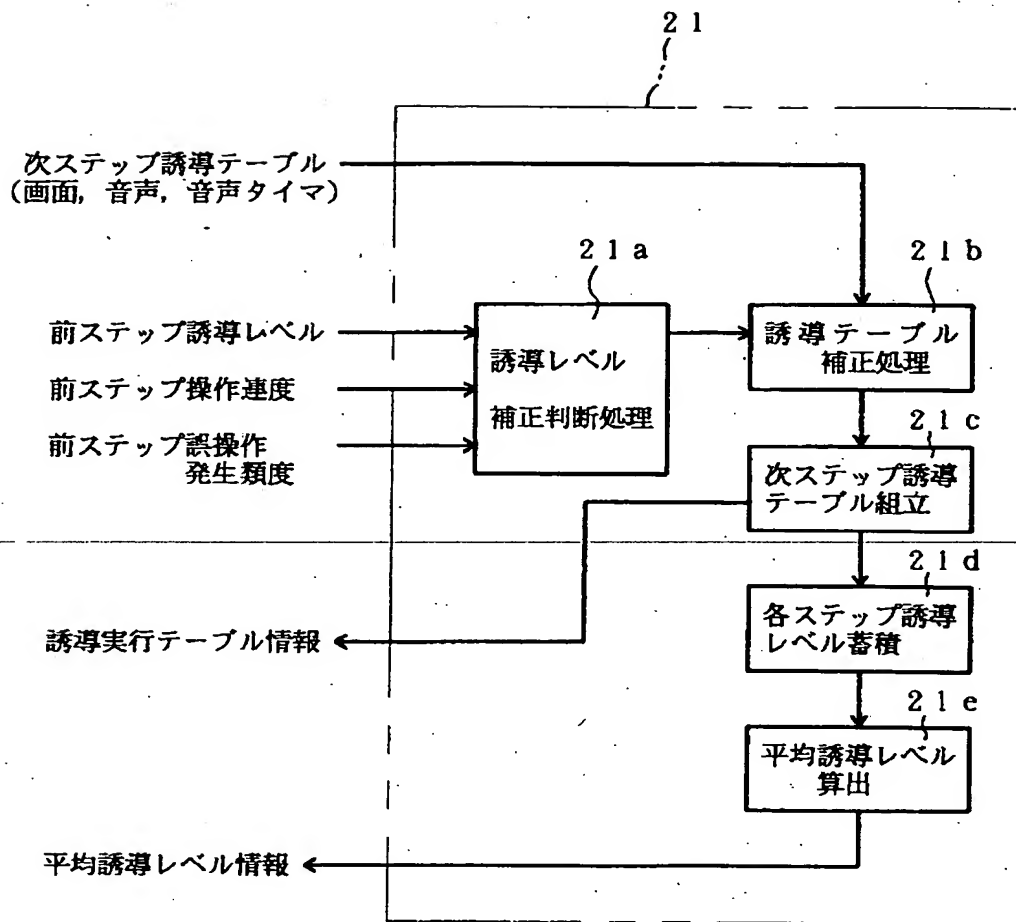 21
次ステップ誘導テーブル
(画面, 音声, 音声タイマ)
21a
21b
前ステップ誘導レベル
誘導レベル
補正判断処理
誘導テーブル
補正処理
前ステップ操作速度
前ステップ誤操作
発生類度
21c
次ステップ誘導
テーブル組立
21d
各ステップ誘導
レベル蓄積
誘導実行テーブル情報
21e
平均誘導レベル
算出
平均誘導レベル情報